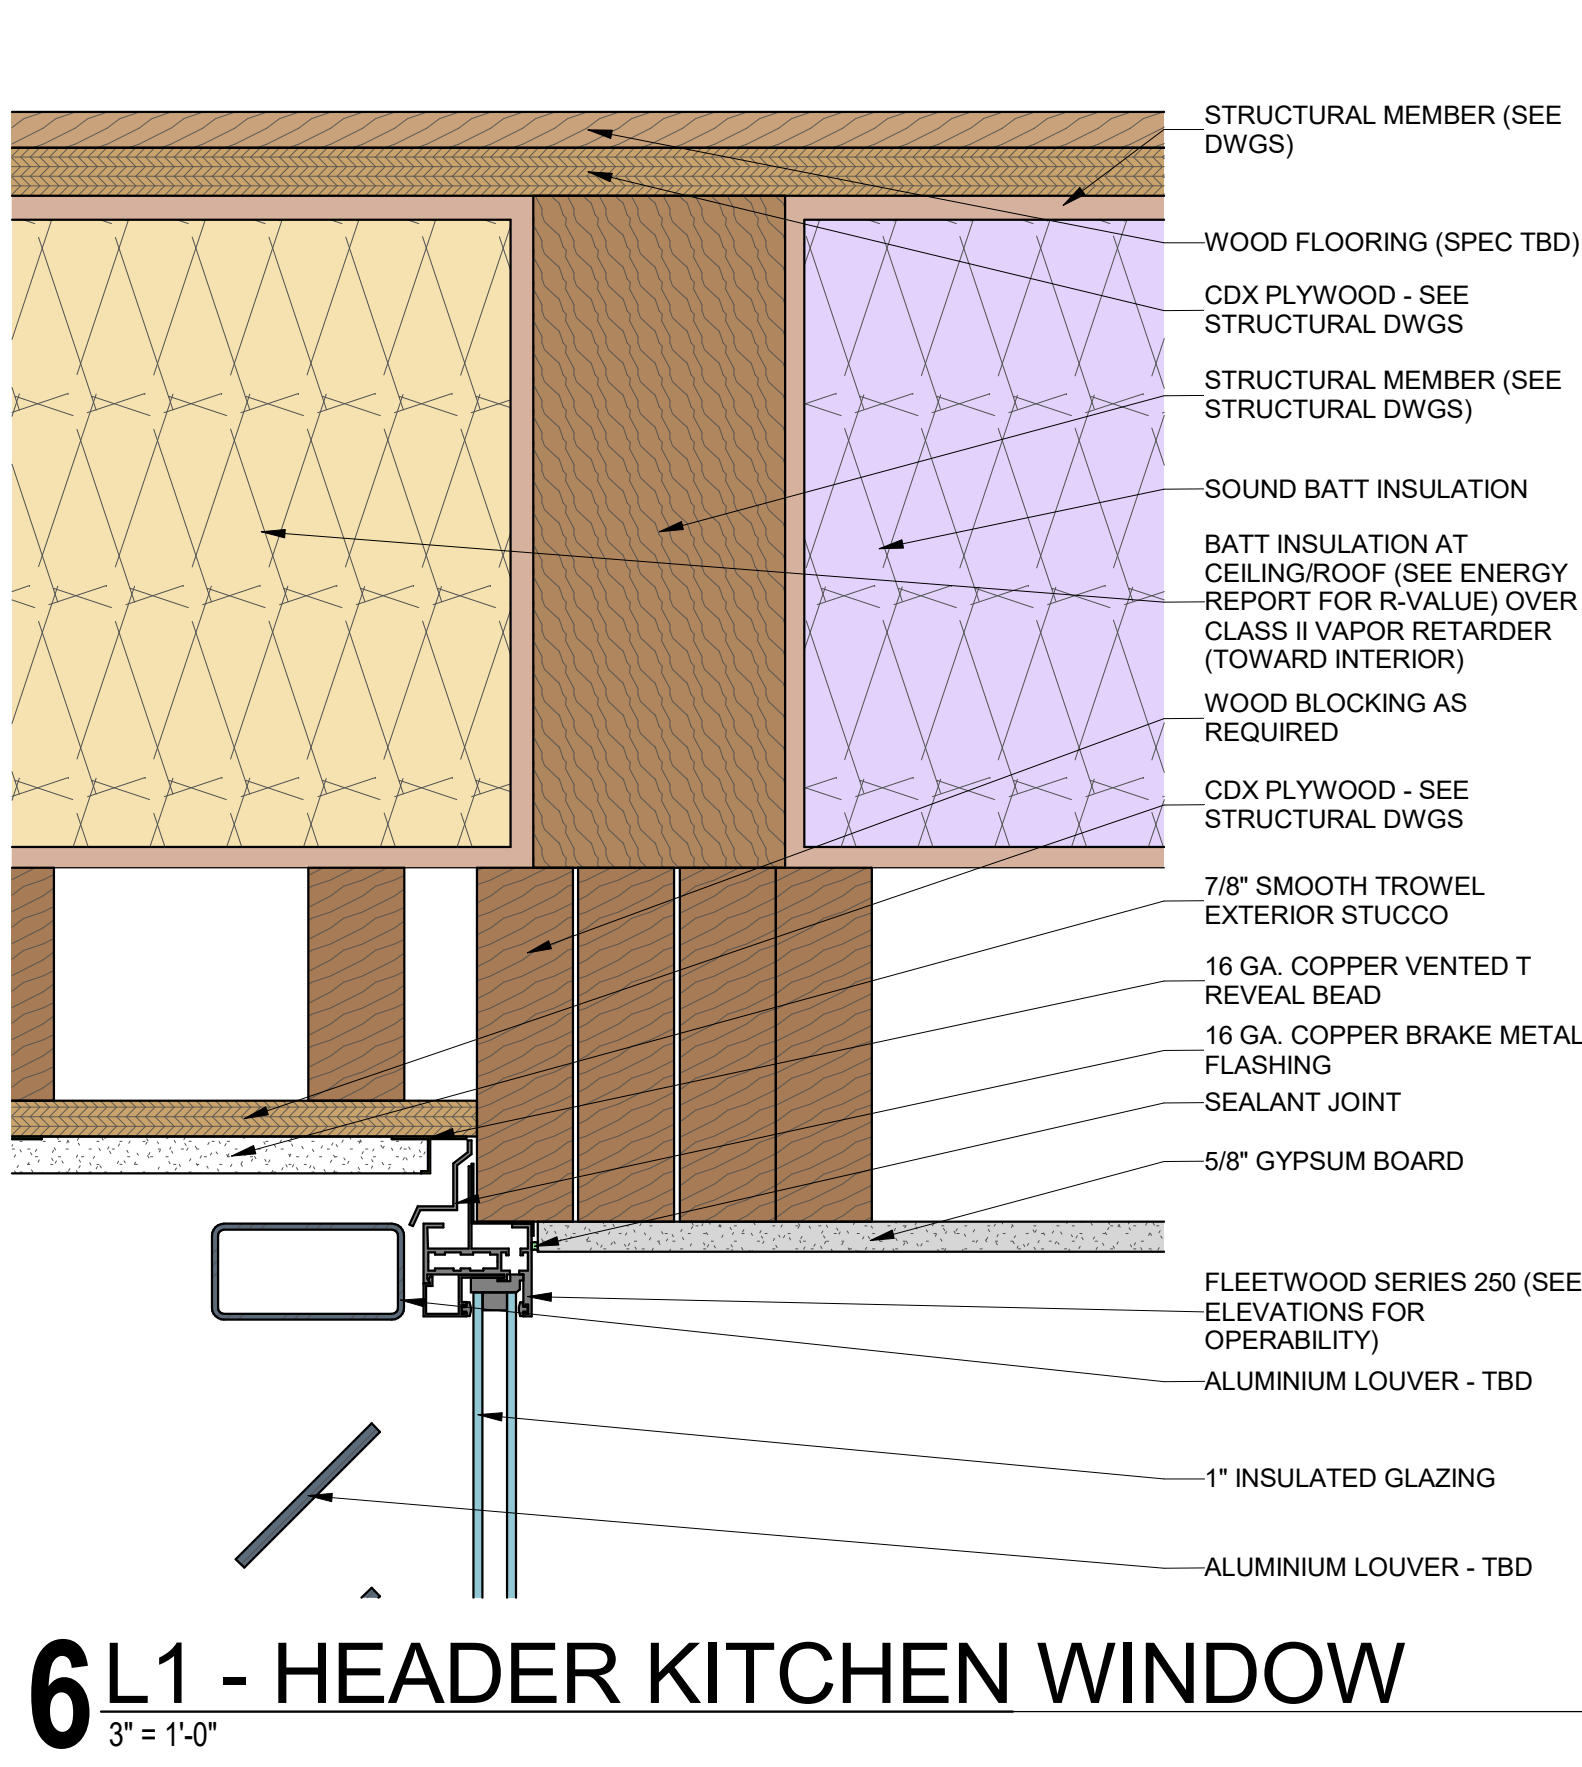 STRUCTURAL MEMBER (SEE
DWGS)
WOOD FLOORING (SPEC TBD)
CDX PLYWOOD - SEE
STRUCTURAL DWGS
STRUCTURAL MEMBER (SEE
STRUCTURAL DWGS)
SOUND BATT INSULATION
BATT INSULATION AT
CEILING/ROOF (SEE ENERGY
REPORT FOR R-VALUE) OVER
CLASS II VAPOR RETARDER
(TOWARD INTERIOR)
WOOD BLOCKING AS
REQUIRED
CDX PLYWOOD - SEE
STRUCTURAL DWGS
7/8" SMOOTH TROWEL
EXTERIOR STUCCO
16 GA. COPPER VENTED T
REVEAL BEAD
16 GA. COPPER BRAKE METAL
FLASHING
SEALANT JOINT
5/8" GYPSUM BOARD
FLEETWOOD SERIES 250 (SEE
ELEVATIONS FOR
OPERABILITY)
ALUMINIUM LOUVER - TBD
1" INSULATED GLAZING
ALUMINIUM LOUVER - TBD
6 L1 - HEADER KITCHEN WINDOW
3" = 1'-0"